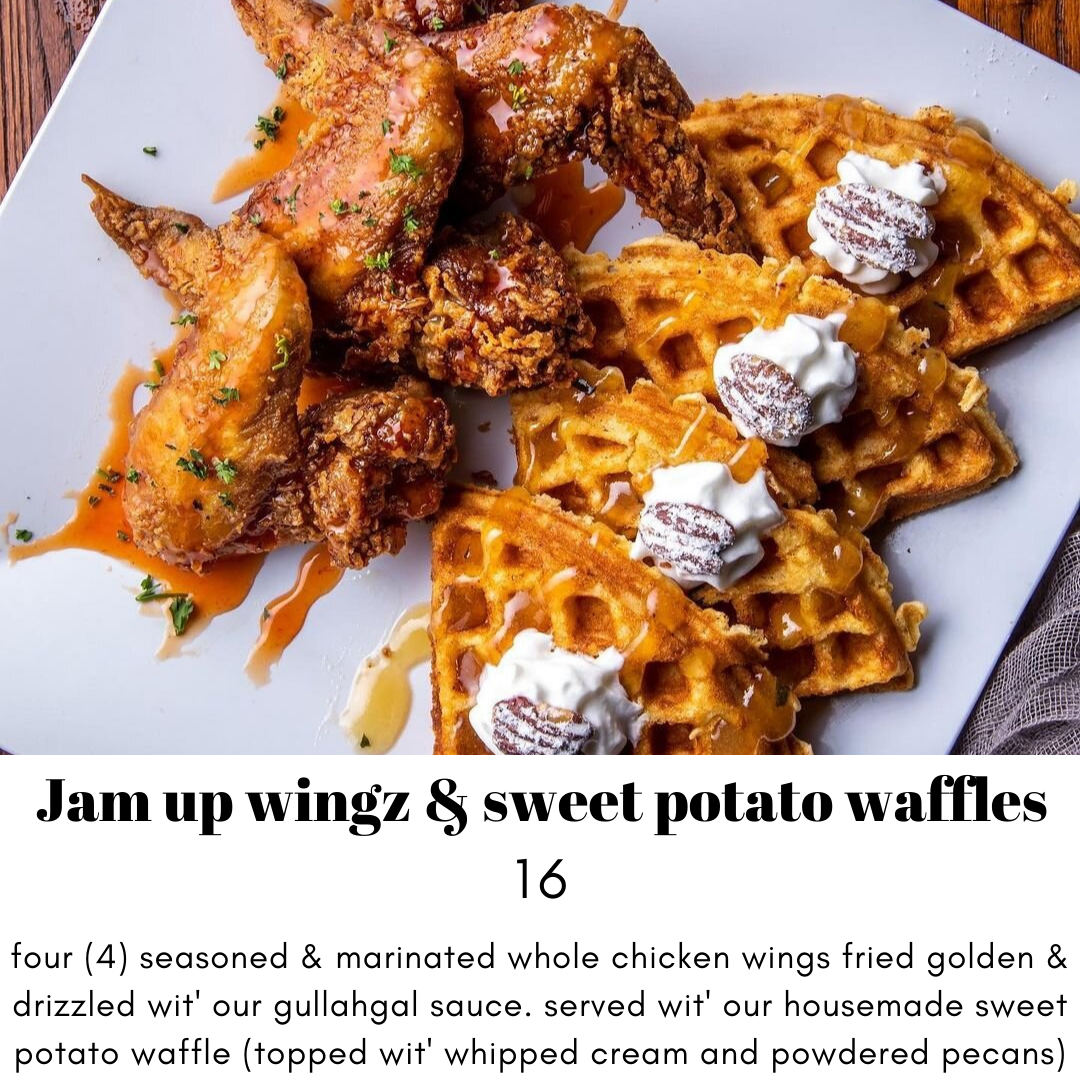 Jam up wingz & sweet potato waffles
16
four (4) seasoned & marinated whole chicken wings fried golden &
drizzled wit' our gullahgal sauce. served wit' our housemade sweet
potato waffle (topped wit' whipped cream and powdered pecans)